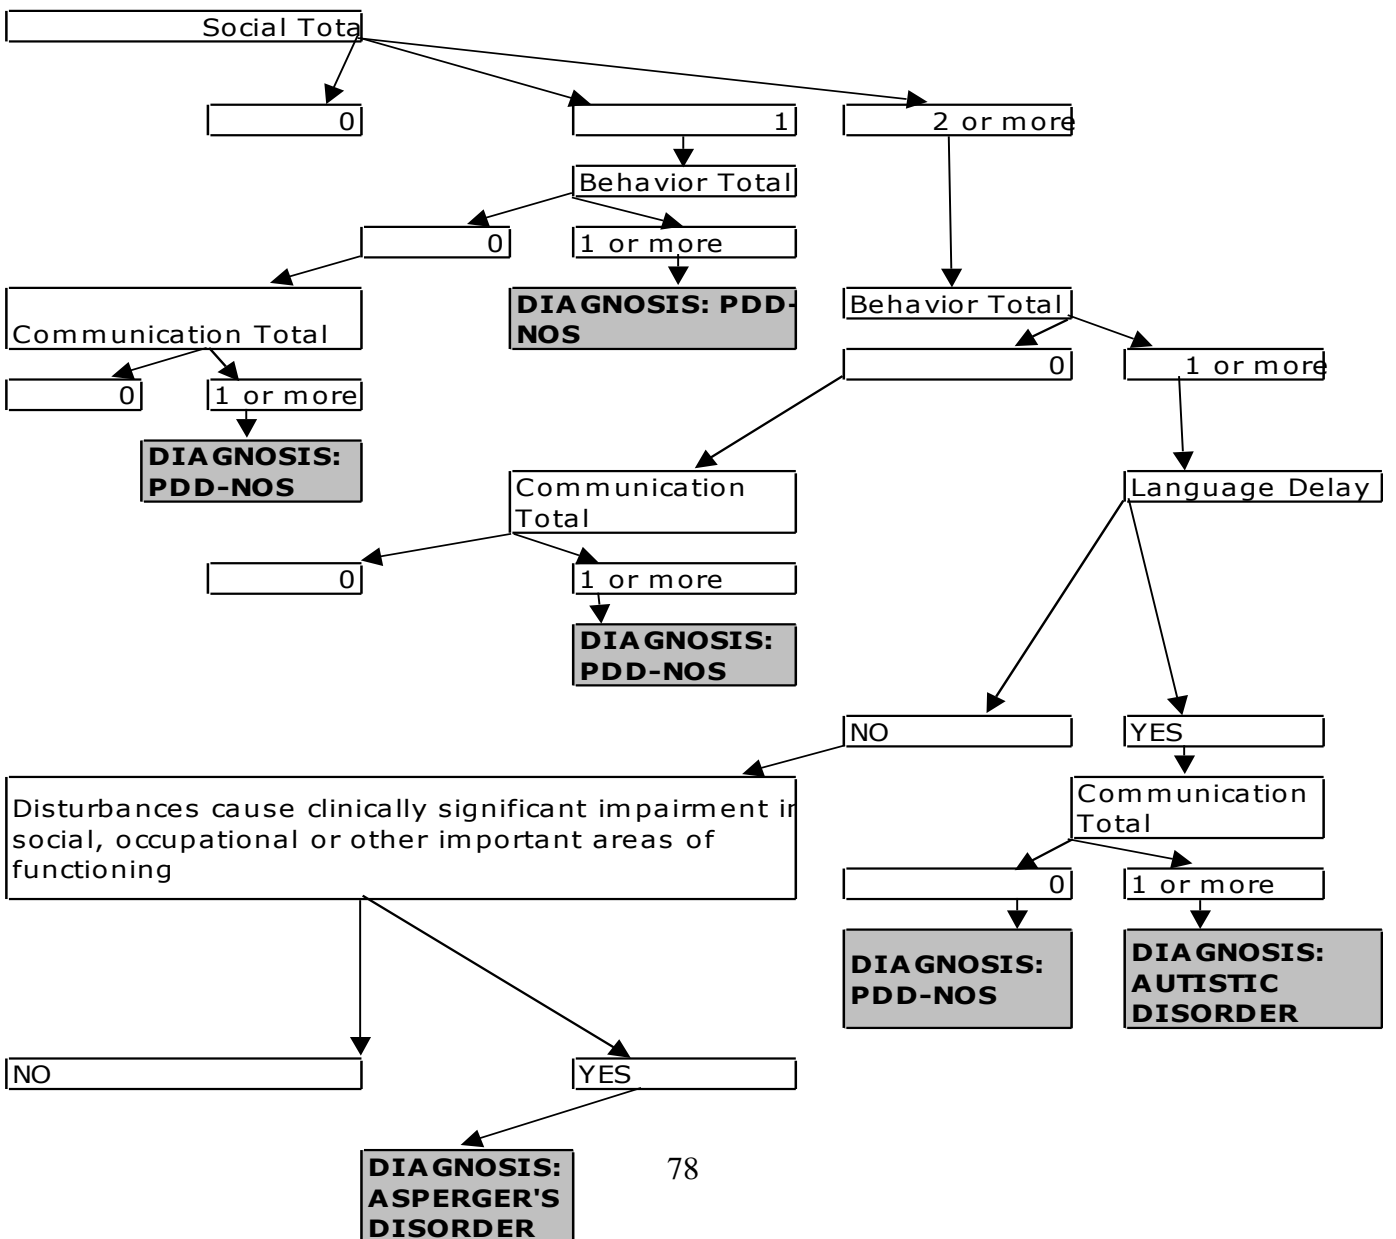 Social Tota
0
1
2 or more
Behavior Total
0
1 or more
DIAGNOSIS: PDD-
NOS
Behavior Total
Communication Total
0
1 or more
0
1 or more
DIAGNOSIS:
PDD-NOS
Communication
Total
Language Delay
0
1 or more
DIAGNOSIS:
PDD-NOS
NO
YES
Disturbances cause clinically significant impairment in
social, occupational or other important areas of
functioning
Communication
Total
0
1 or more
DIAGNOSIS:
PDD-NOS
DIAGNOSIS:
AUTISTIC
DISORDER
NO
YES
DIAGNOSIS:
ASPERGER'S
DISORDER
78